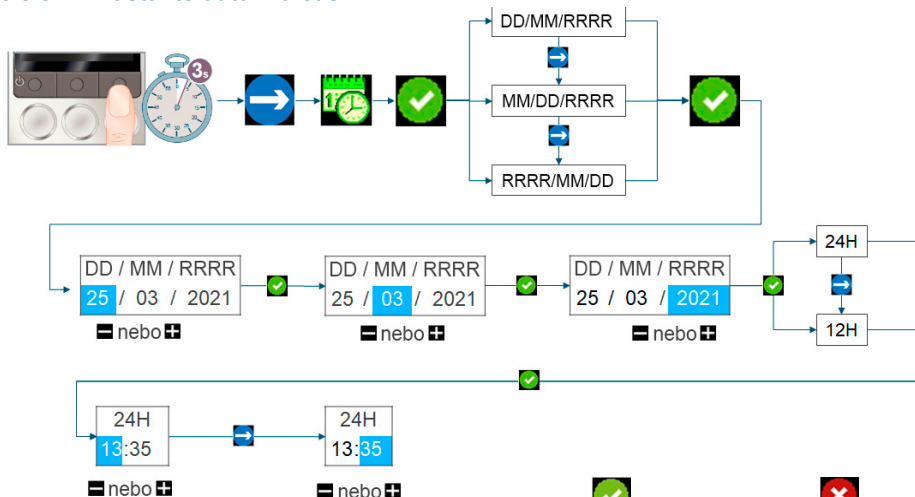 3s
DD/MM/RRRR
MM/DD/RRRR
RRRR/MM/DD
DD / MM / RRRR
25 / 03 / 2021
nebo
DD / MM / RRRR
25 / 03 / 2021
nebo
DD / MM / RRRR
25 / 03 / 2021
nebo
24H
12H
24H
13:35
nebo
24H
13:35
nebo